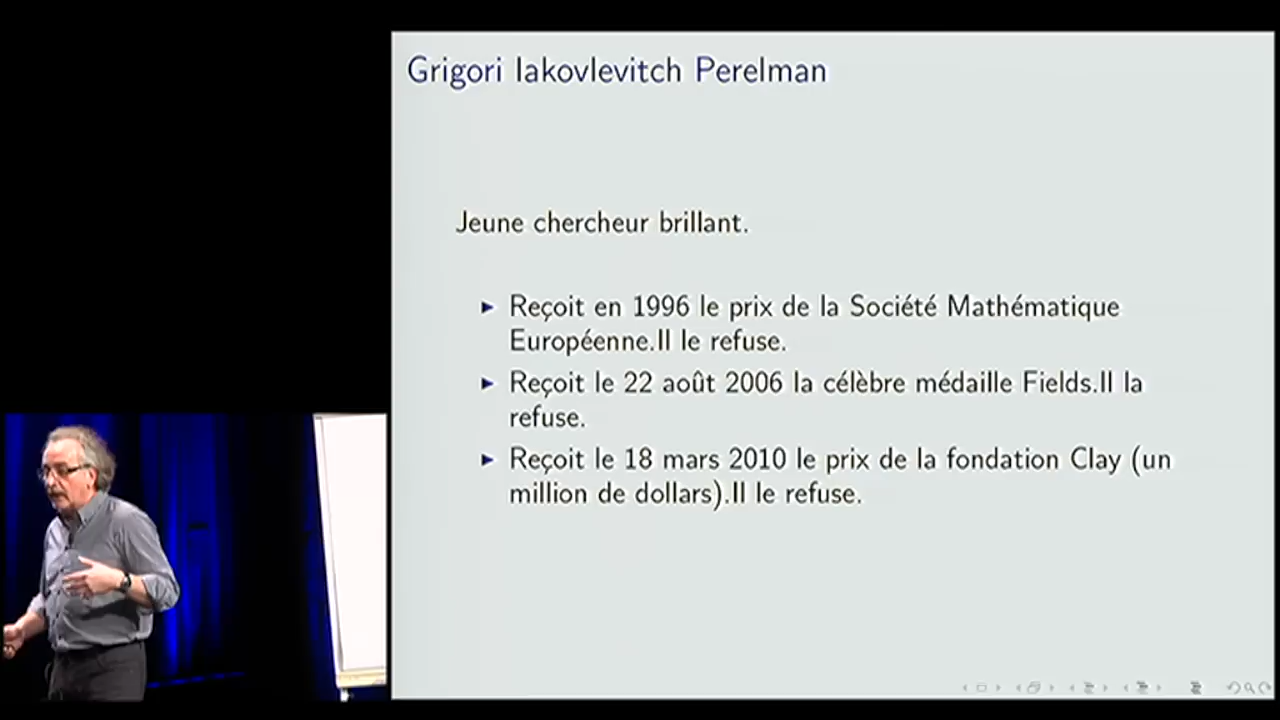 Grigori Iakovlevitch Perelman
Jeune chercheur brillant.
▶ Reçoit en 1996 le prix de la Société Mathématique
Européenne.Il le refuse.
▶ Reçoit le 22 août 2006 la célèbre médaille Fields.Il la
refuse.
▶ Reçoit le 18 mars 2010 le prix de la fondation Clay (un
million de dollars).Il le refuse.